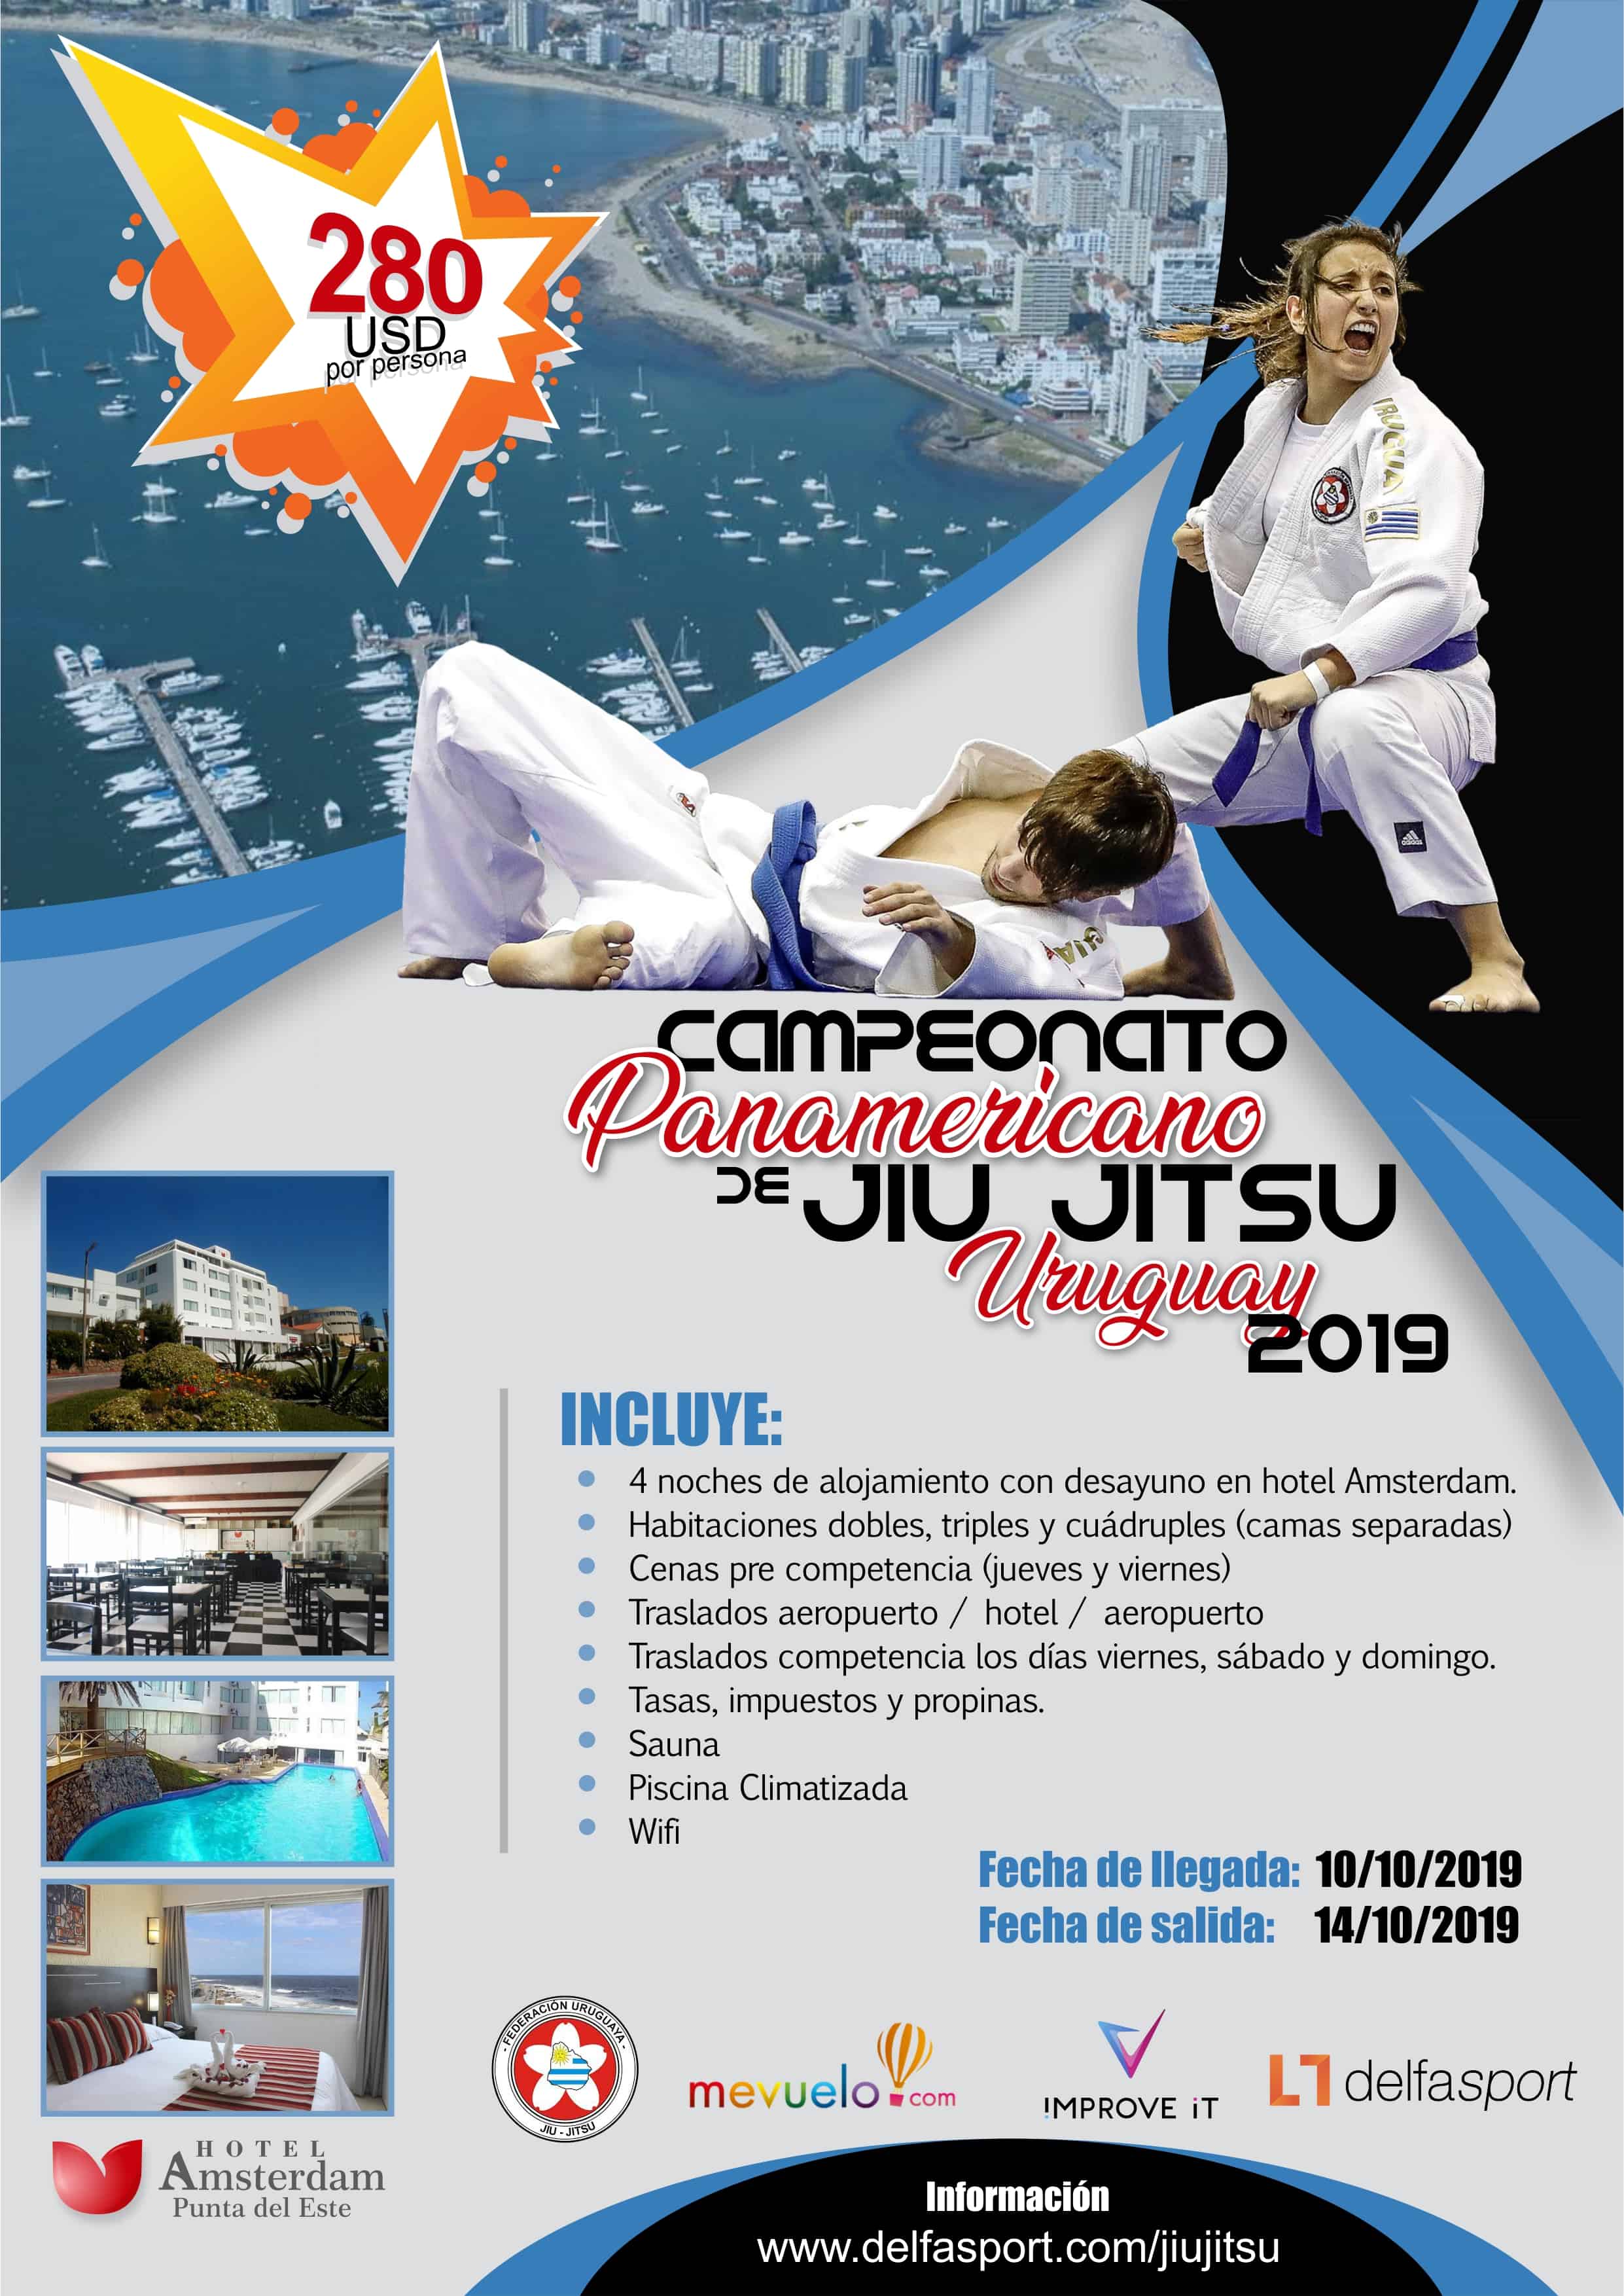 280
USD
por persona
RUGUA
adidas
GUA
CAMPEONATO
Panamericano
DE JIU JITSU
Uruguay
2019
INCLUYE:
4 noches de alojamiento con desayuno en hotel Amsterdam.
Habitaciones dobles, triples y cuádruples (camas separadas)
Cenas pre competencia (jueves y viernes)
Traslados aeropuerto / hotel / aeropuerto
Traslados competencia los días viernes, sábado y domingo.
Tasas, impuestos y propinas.
Sauna
Piscina Climatizada
Wifi
Fecha de llegada: 10/10/2019
Fecha de salida: 14/10/2019
- FEDERACIÓN URUGUAYA -
JIU - JITSU
mevuelo.com
IMPROVE iT
delfasport
HOTEL
Amsterdam
Punta del Este
Información
www.delfasport.com/jiujitsu